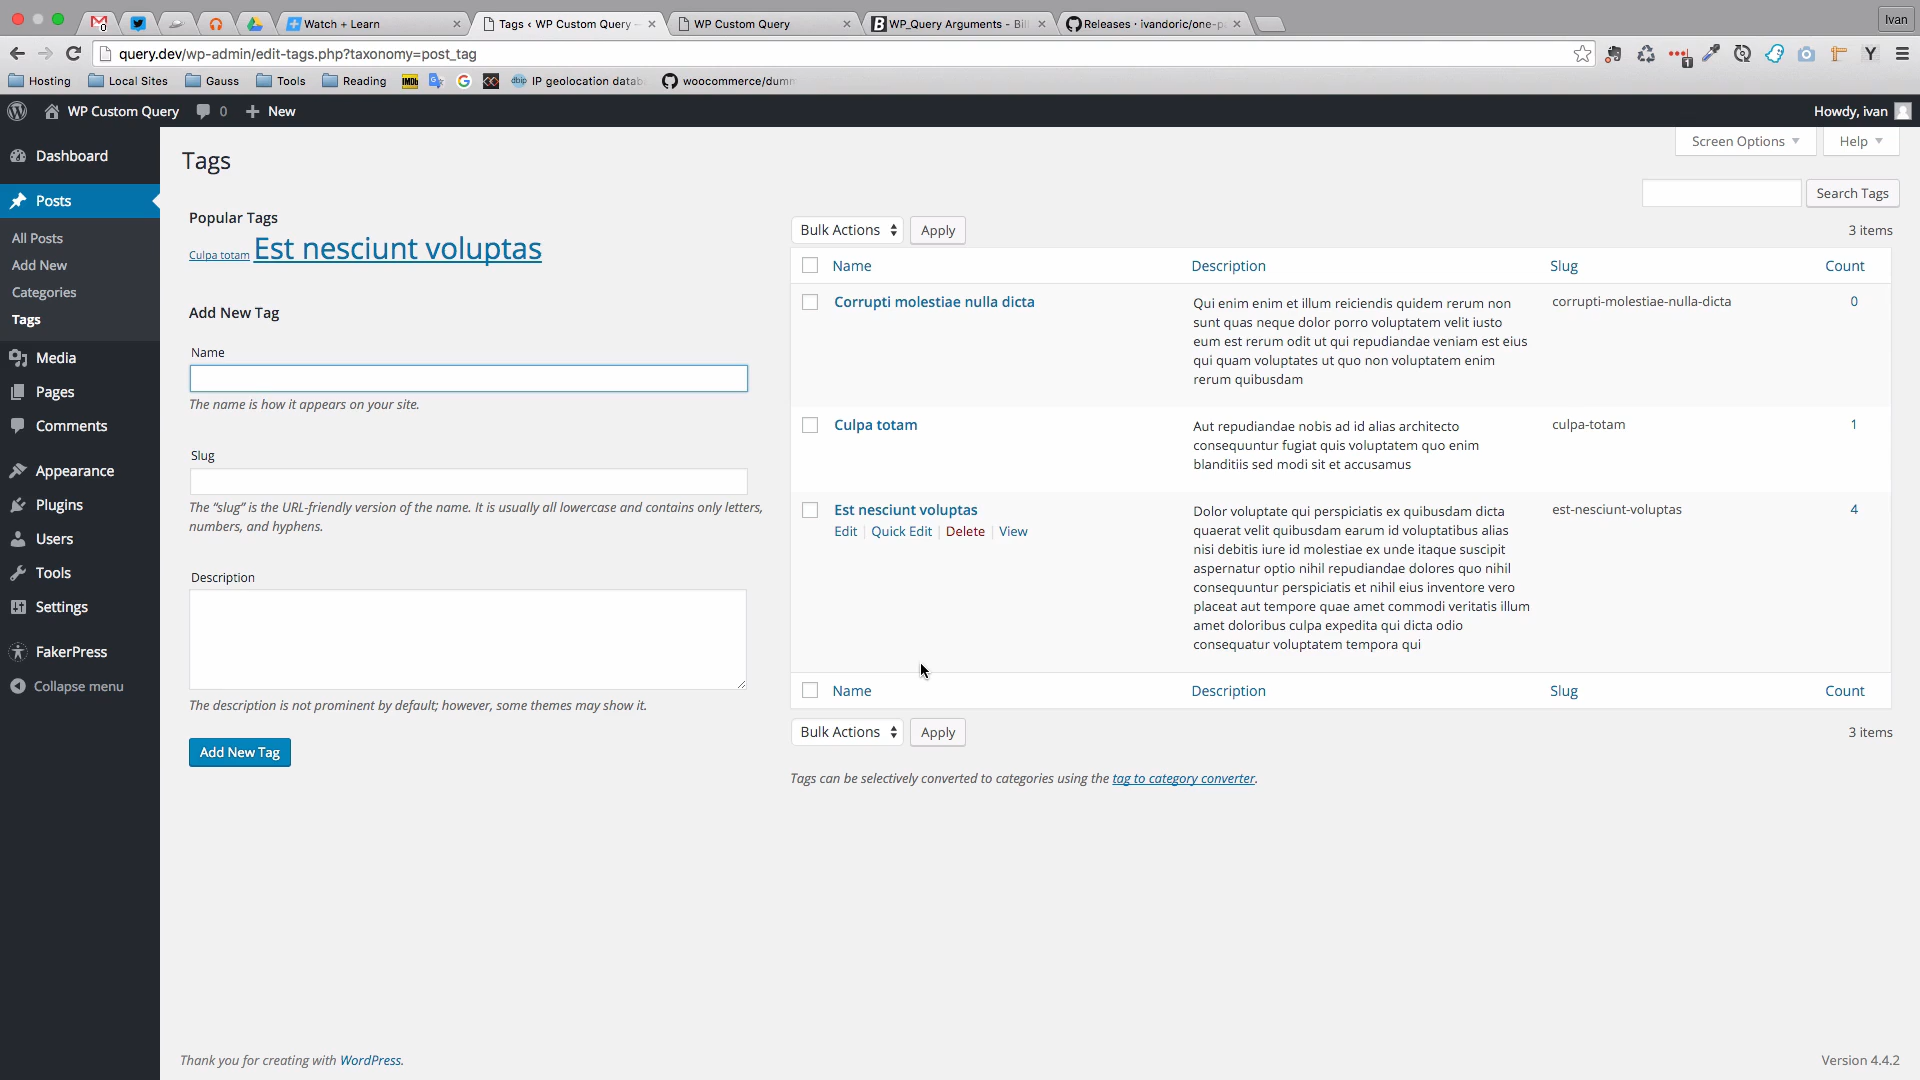 0
Watch + Learn
Tags ‹ WP Custom Query –
WP Custom Query
B
WP_Query Arguments - Bil
Releases · ivandoric/one-p
Ivan
query.dev/wp-admin/edit-tags.php?taxonomy=post_tag
1
Y
Hosting
Local Sites
Gauss
Tools
Reading
IMDb
G
dbip IP geolocation datab
woocommerce/dumm
WP Custom Query
0
New
Howdy, ivan
Dashboard
Posts
All Posts
Add New
Categories
Tags
Media
Pages
Comments
Appearance
Plugins
Users
Tools
Settings
FakerPress
Collapse menu
Screen Options
Help
Tags
Search Tags
Popular Tags
Culpa totam Est nesciunt voluptas
Add New Tag
Name
The name is how it appears on your site.
Slug
The “slug” is the URL-friendly version of the name. It is usually all lowercase and contains only letters,
numbers, and hyphens.
Description
The description is not prominent by default; however, some themes may show it.
Add New Tag
Bulk Actions
Apply
3 items
Name Description Slug Count
Corrupti molestiae nulla dicta
Qui enim enim et illum reiciendis quidem rerum non
sunt quas neque dolor porro voluptatem velit iusto
eum est rerum odit ut qui repudiandae veniam est eius
qui quam voluptates ut quo non voluptatem enim
rerum quibusdam
corrupti-molestiae-nulla-dicta
0
Culpa totam
Aut repudiandae nobis ad id alias architecto
consequuntur fugiat quis voluptatem quo enim
blanditiis sed modi sit et accusamus
culpa-totam
1
Est nesciunt voluptas
Edit | Quick Edit | Delete | View
Dolor voluptate qui perspiciatis ex quibusdam dicta
quaerat velit quibusdam earum id voluptatibus alias
nisi debitis iure id molestiae ex unde itaque suscipit
aspernatur optio nihil repudiandae dolores quo nihil
consequuntur perspiciatis et nihil eius inventore vero
placeat aut tempore quae amet commodi veritatis illum
amet doloribus culpa expedita qui dicta odio
consequatur voluptatem tempora qui
est-nesciunt-voluptas
4
Name Description Slug Count
Bulk Actions
Apply
3 items
Tags can be selectively converted to categories using the tag to category converter.
Thank you for creating with WordPress.
Version 4.4.2